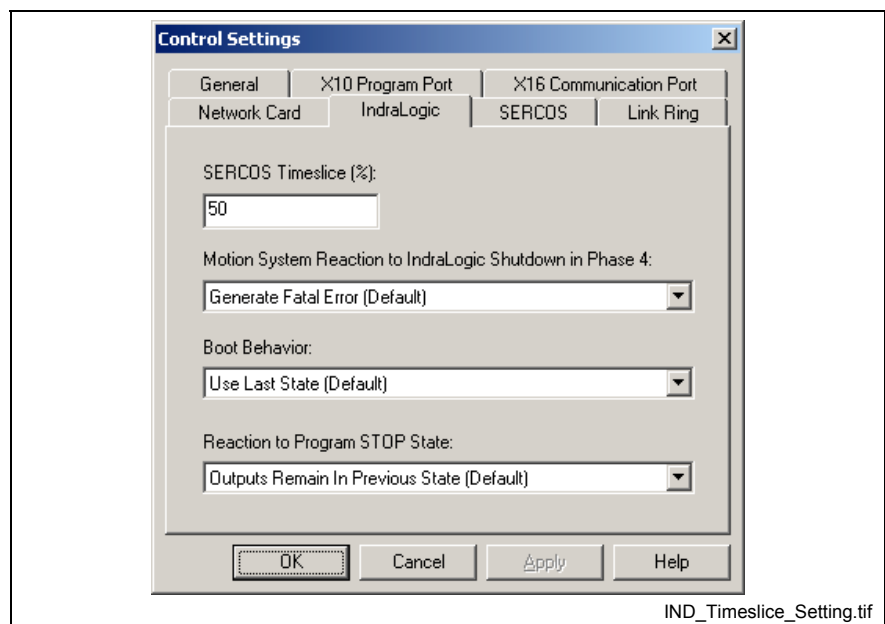 Control Settings
General X10 Program Port X16 Communication Port
Network Card IndraLogic SERCOS Link Ring
SERCOS Timeslice (%):
50
Motion System Reaction to IndraLogic Shutdown in Phase 4:
Generate Fatal Error (Default)
Boot Behavior:
Use Last State (Default)
Reaction to Program STOP State:
Outputs Remain In Previous State (Default)
OK Cancel Apply Help
IND_Timeslice_Setting.tif